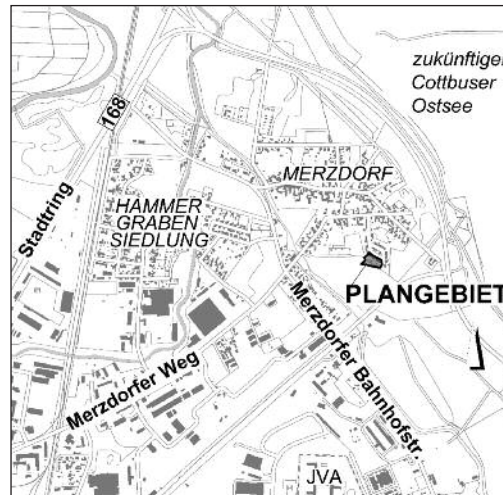 zukünftiger
Cottbuser
Ostsee
168
Stadtring
MERZDORF
HAMMER
GRABEN
SIEDLUNG
PLANGEBIET
Merzdorfer Weg
Merzdorfer Bahnhofstr.
JVA